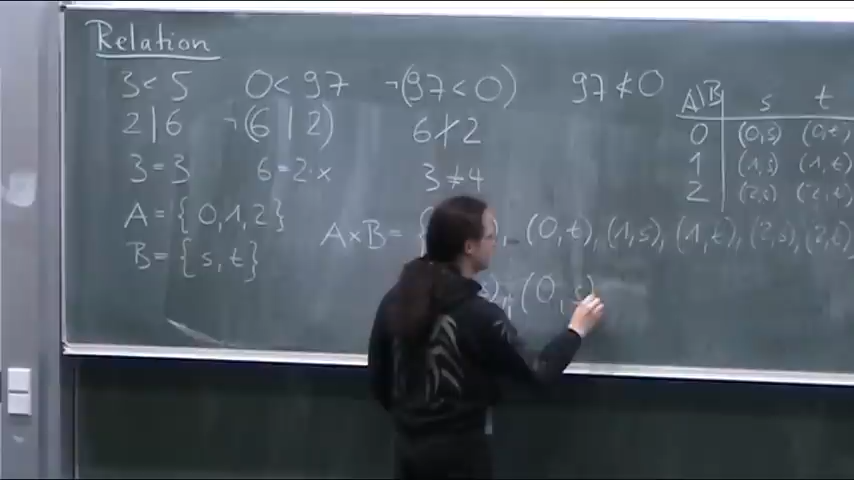 Relation
3 < 5 0 < 97 ¬(97 < 0) 97 ≮ 0
2 | 6 ¬(6 | 2) 6 ∤ 2
3 = 3 6 = 2·x 3 ≠ 4
A = {0,1,2} A×B = { ), (0,t), (1,s), (1,t), (2,s), (2,t)
B = {s,t}
), (0,s)
A\B s t
0 (0,s) (0,t)
1 (1,s) (1,t)
2 (2,s) (2,t)